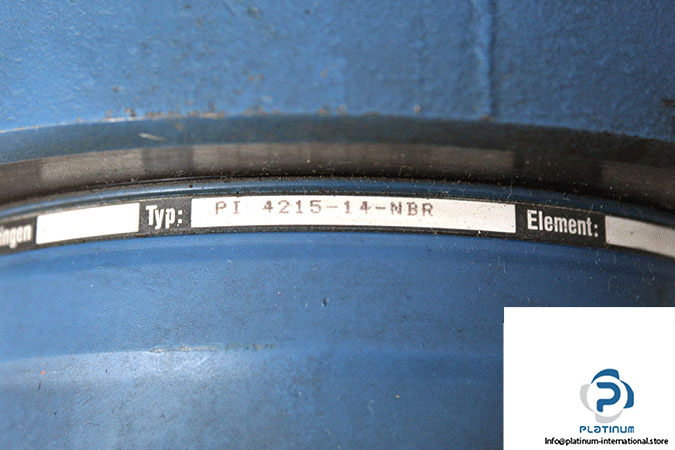 ingen Typ: PI 4215-14-NBR Element:
PLATINUM
Info@platinum-international.store